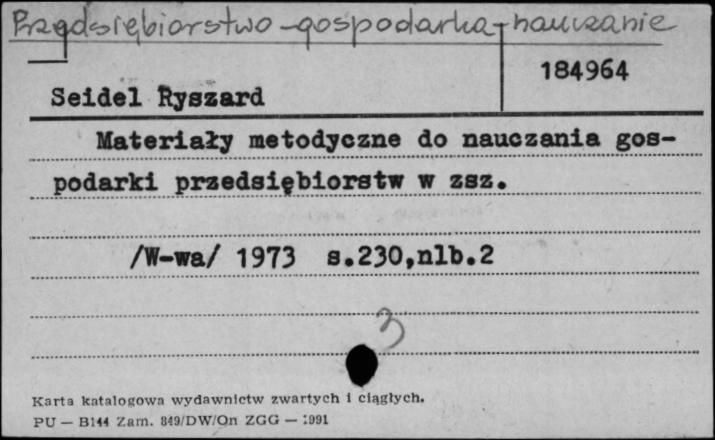 Przedsiębiorstwo - gospodarka - nauczanie
184964
Seidel Ryszard
Materiały metodyczne do nauczania gos-
podarki przedsiębiorstw w zsz.
/W-wa/ 1973 s.230,nlb.2
3
Karta katalogowa wydawnictw zwartych i ciągłych.
PU — B144 Zam. 849/DW/On ZGG — 1991